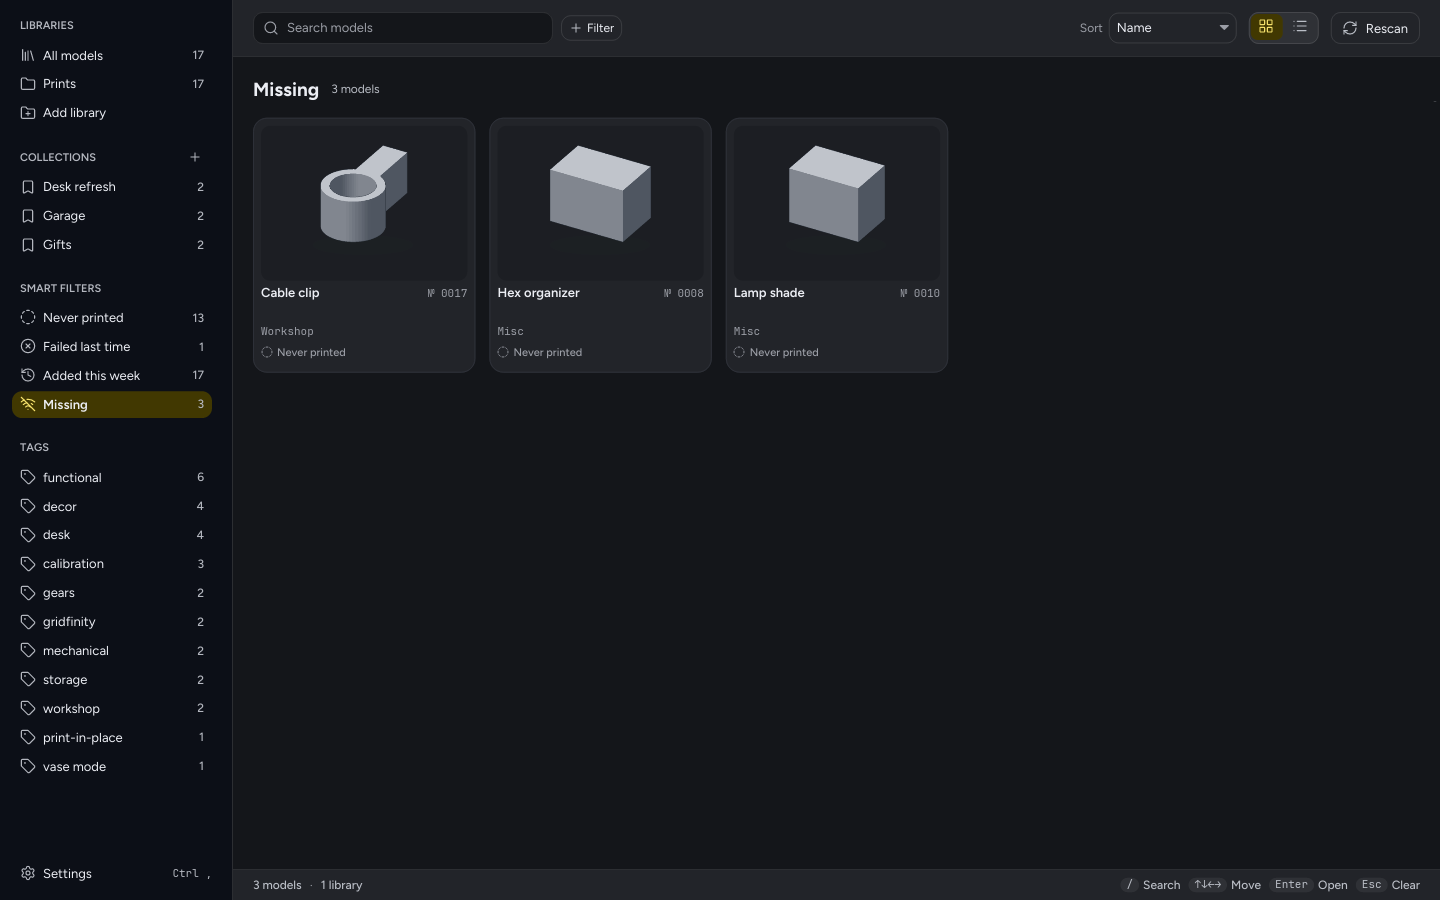 LIBRARIES
All models 17
Prints 17
Add library
COLLECTIONS
Desk refresh 2
Garage 2
Gifts 2
SMART FILTERS
Never printed 13
Failed last time 1
Added this week 17
Missing 3
TAGS
functional 6
decor 4
desk 4
calibration 3
gears 2
gridfinity 2
mechanical 2
storage 2
workshop 2
print-in-place 1
vase mode 1
Settings Ctrl ,
Search models
+ Filter
Sort Name
Rescan
Missing 3 models
Cable clip № 0017
Workshop
Never printed
Hex organizer № 0008
Misc
Never printed
Lamp shade № 0010
Misc
Never printed
3 models · 1 library
/ Search ↑↓←→ Move Enter Open Esc Clear